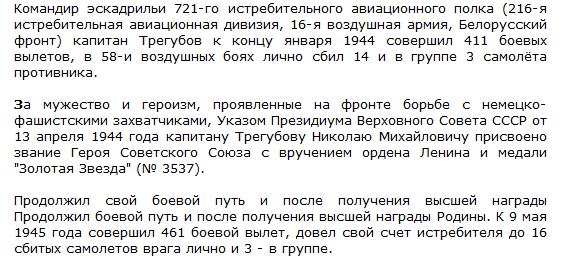 Командир эскадрильи 721-го истребительного авиационного полка (216-я
истребительная авиационная дивизия, 16-я воздушная армия, Белорусский
фронт) капитан Трегубов к концу января 1944 совершил 411 боевых
вылетов, в 58-и воздушных боях лично сбил 14 и в группе 3 самолёта
противника.
За мужество и героизм, проявленные на фронте борьбе с немецко-
фашистскими захватчиками, Указом Президиума Верховного Совета СССР от
13 апреля 1944 года капитану Трегубову Николаю Михайловичу присвоено
звание Героя Советского Союза с вручением ордена Ленина и медали
"Золотая Звезда" (№ 3537).
Продолжил свой боевой путь и после получения высшей награды
Продолжил боевой путь и после получения высшей награды Родины. К 9 мая
1945 года совершил 461 боевой вылет, довел свой счет истребителя до 16
сбитых самолетов врага лично и 3 - в группе.